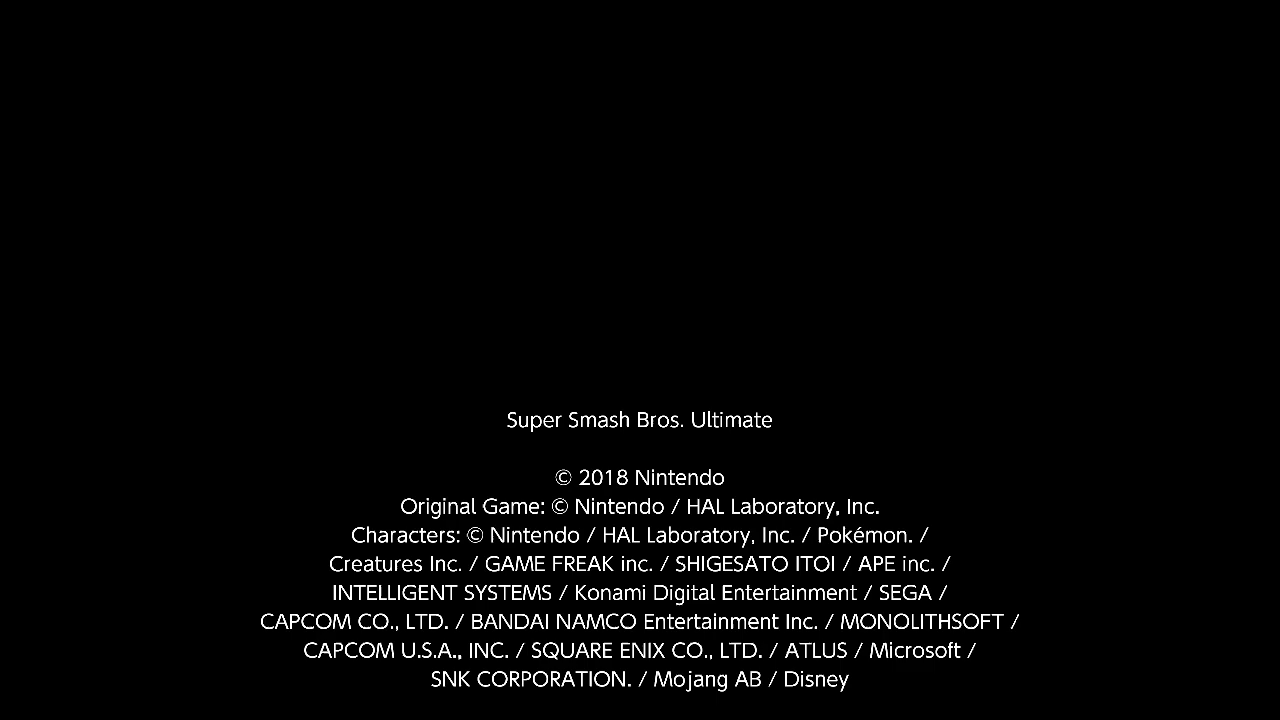 Super Smash Bros. Ultimate
© 2018 Nintendo
Original Game: © Nintendo / HAL Laboratory, Inc.
Characters: © Nintendo / HAL Laboratory, Inc. / Pokémon. /
Creatures Inc. / GAME FREAK inc. / SHIGESATO ITOI / APE inc. /
INTELLIGENT SYSTEMS / Konami Digital Entertainment / SEGA /
CAPCOM CO., LTD. / BANDAI NAMCO Entertainment Inc. / MONOLITHSOFT /
CAPCOM U.S.A., INC. / SQUARE ENIX CO., LTD. / ATLUS / Microsoft /
SNK CORPORATION. / Mojang AB / Disney